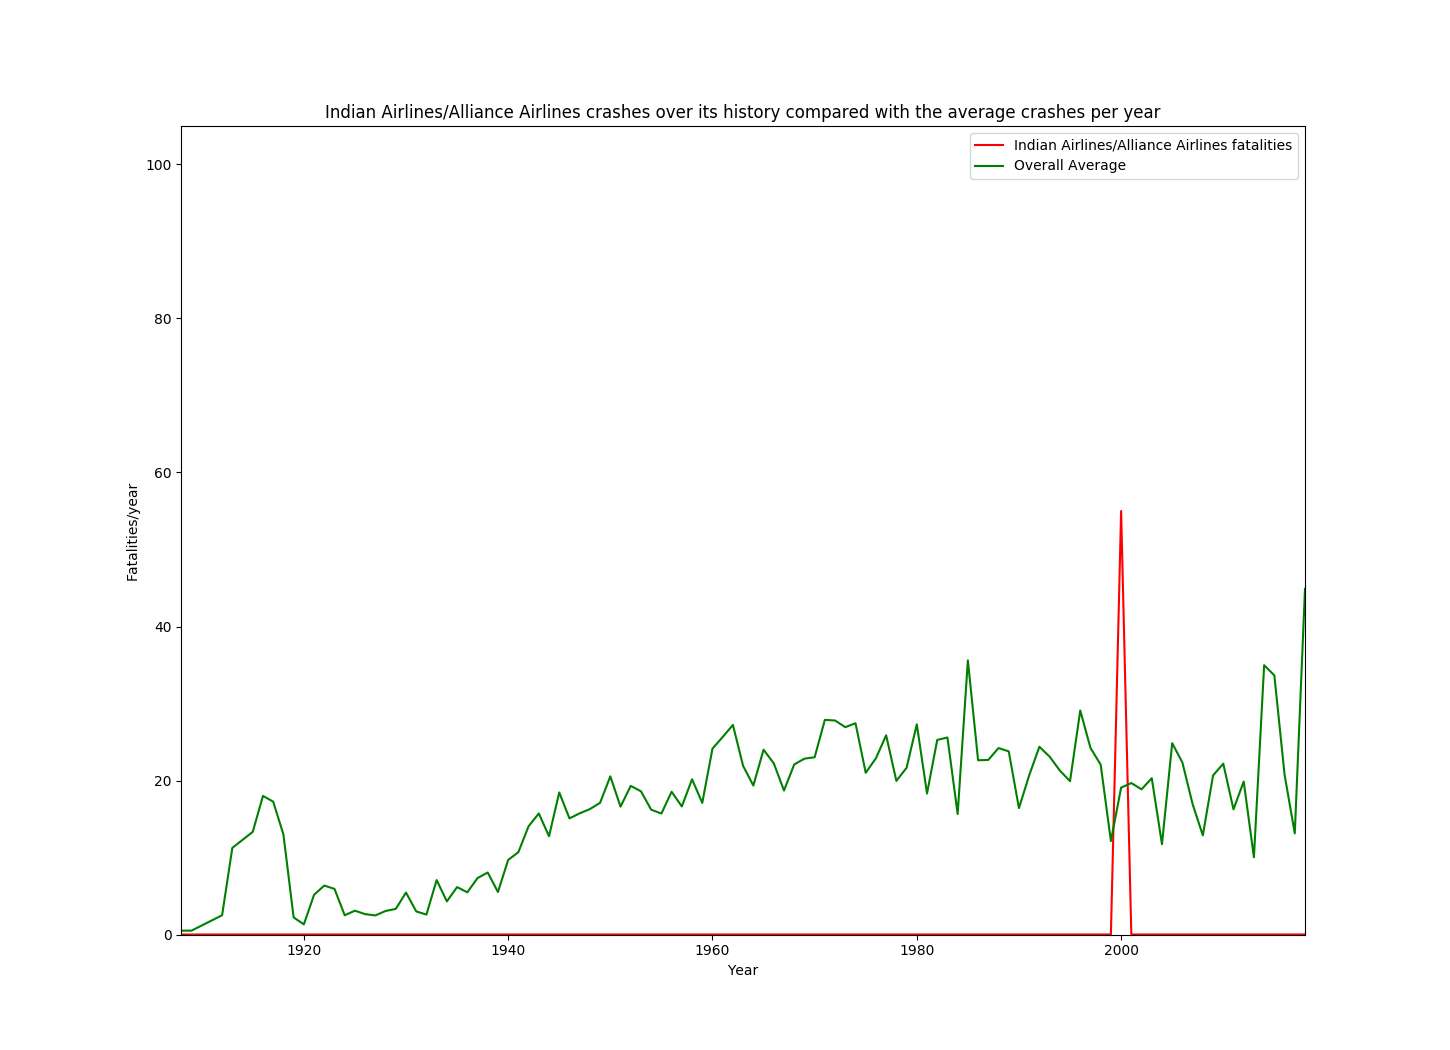 Indian Airlines/Alliance Airlines crashes over its history compared with the average crashes per year
Indian Airlines/Alliance Airlines fatalities
Overall Average
100
80
60
40
20
0
Fatalities/year
1920
1940
1960
1980
2000
Year